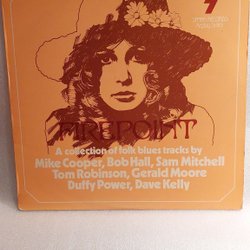 FIREPOINT
A collection of folk blues tracks by
Mike Cooper, Bob Hall, Sam Mitchell
Tom Robinson, Gerald Moore
Duffy Power, Dave Kelly